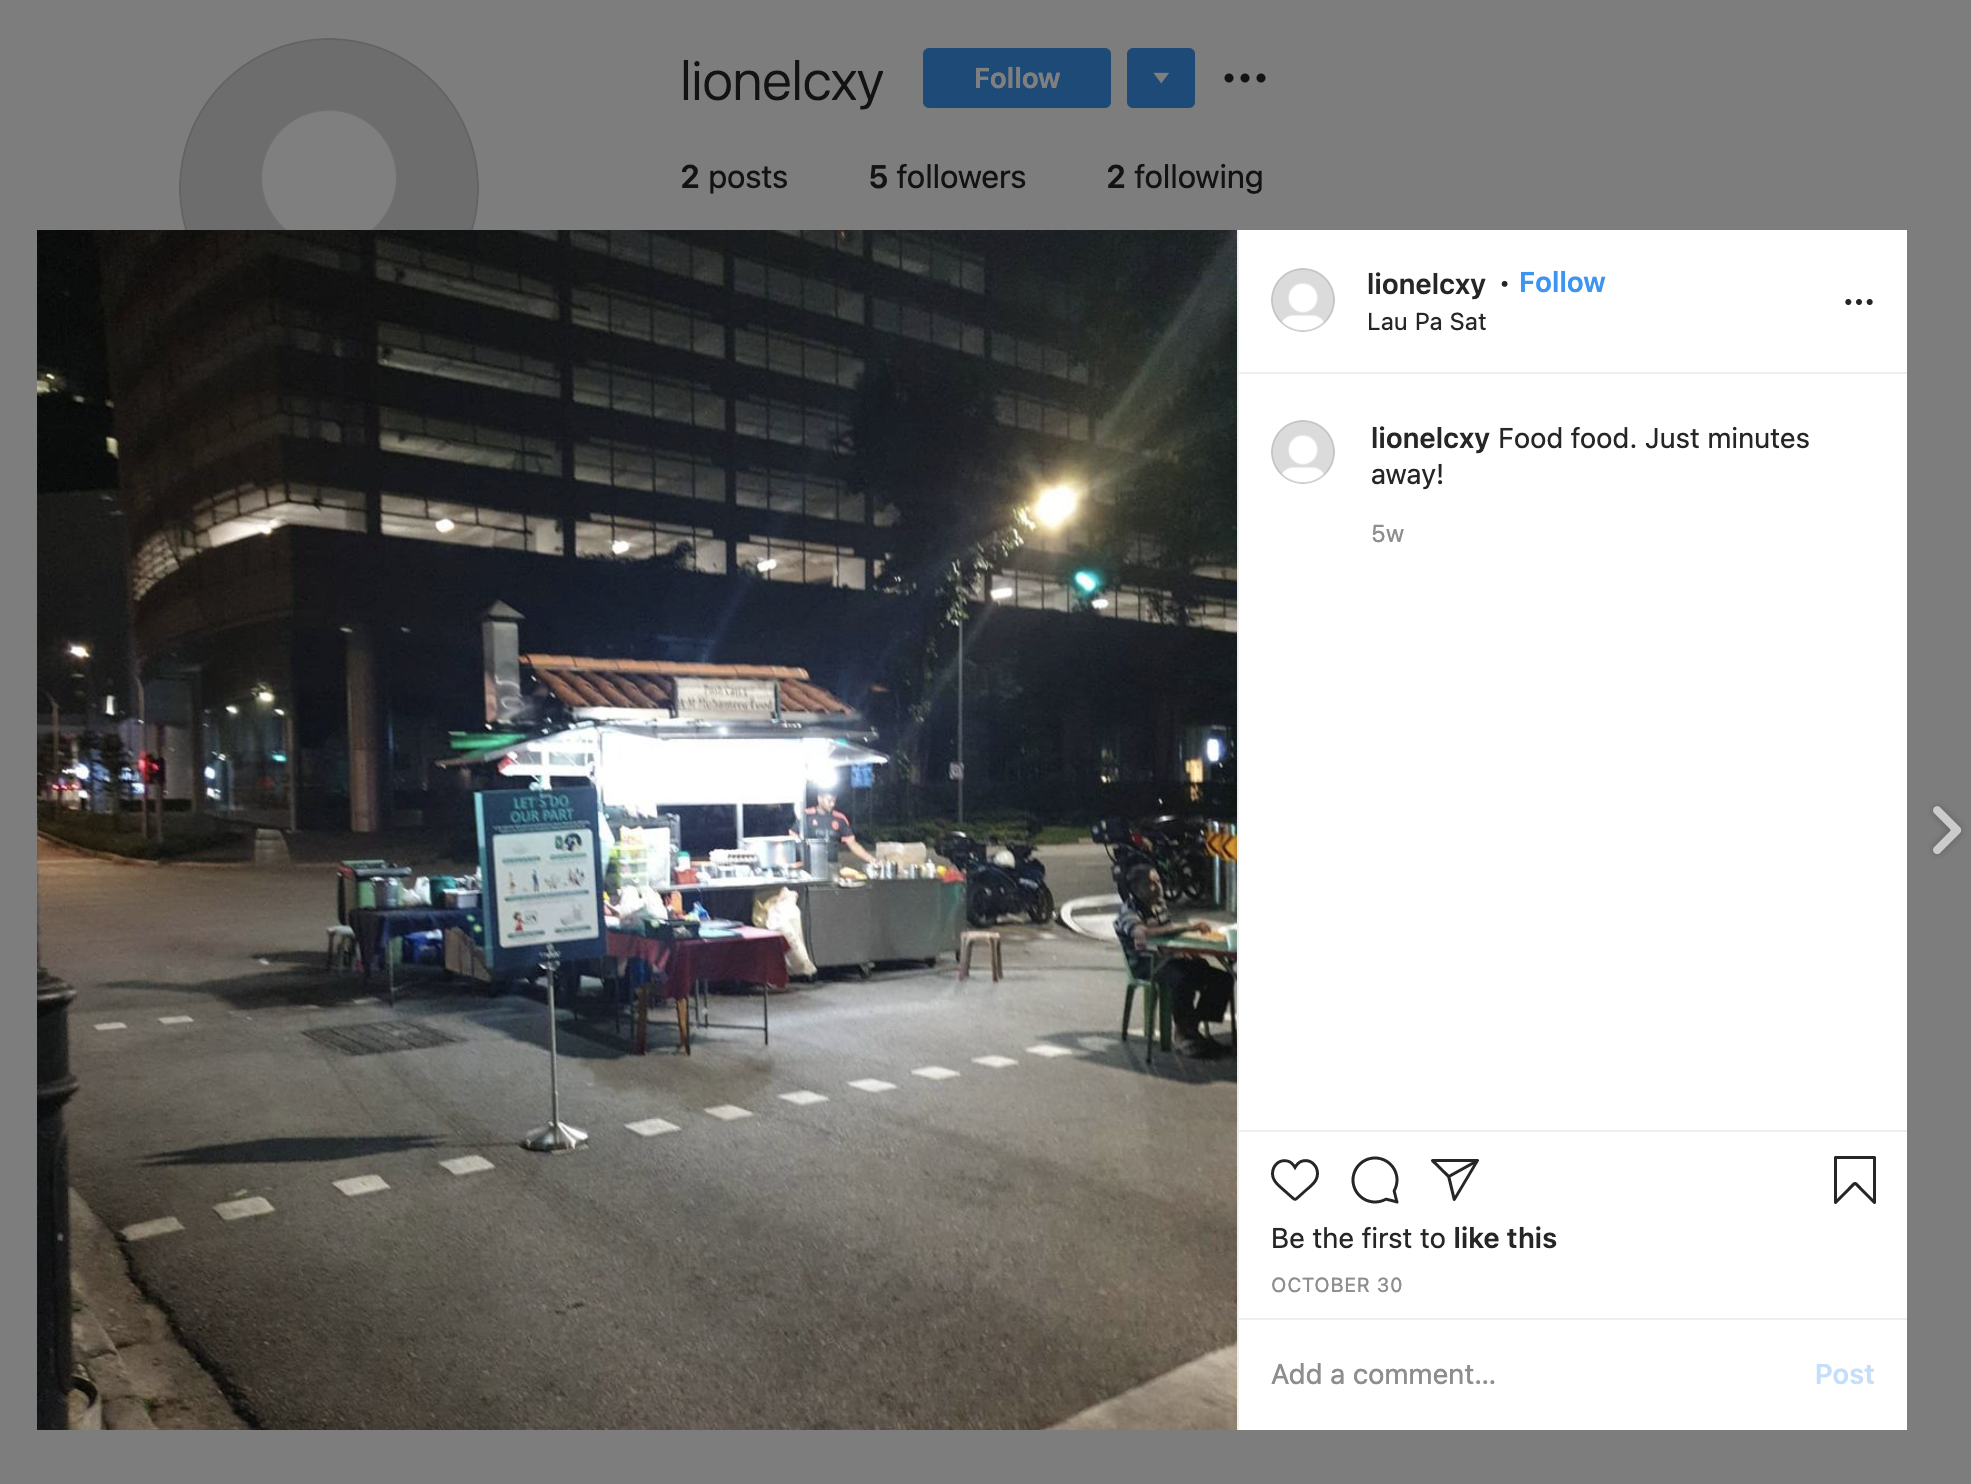 lionelcxy
Follow
2 posts
5 followers
2 following
lionelcxy • Follow
Lau Pa Sat
lionelcxy Food food. Just minutes
away!
5w
LET'S DO
OUR PART
Be the first to like this
OCTOBER 30
Add a comment...
Post